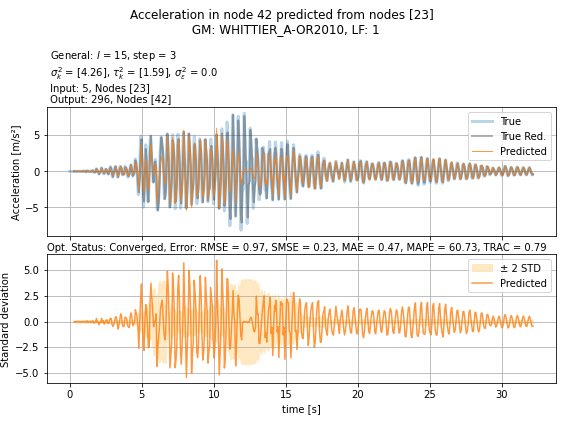 Acceleration in node 42 predicted from nodes [23]
GM: WHITTIER_A-OR2010, LF: 1
General: l = 15, step = 3
σ²ₖ = [4.26], τ²ₖ = [1.59], σ²ε = 0.0
Input: 5, Nodes [23]
Output: 296, Nodes [42]
True
True Red.
Predicted
Acceleration [m/s²]
5
0
−5
Opt. Status: Converged, Error: RMSE = 0.97, SMSE = 0.23, MAE = 0.47, MAPE = 60.73, TRAC = 0.79
± 2 STD
Predicted
Standard deviation
5.0
2.5
0.0
−2.5
−5.0
0 5 10 15 20 25 30
time [s]